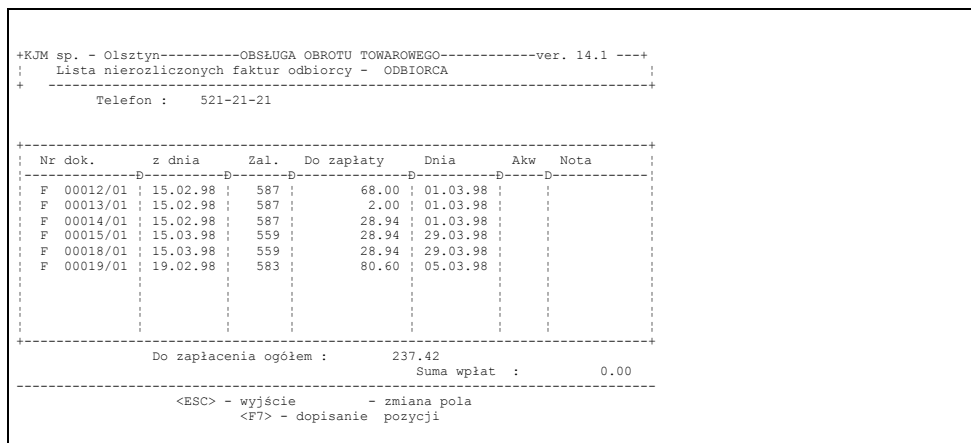 +KJM sp. - Olsztyn----------OBSŁUGA OBROTU TOWAROWEGO------------ver. 14.1 ---+
¦    Lista nierozliczonych faktur odbiorcy -  ODBIORCA                         ¦
+   ---------------------------------------------------------------------------+
Telefon :    521-21-21
+------------------------------------------------------------------------------+
¦ Nr dok.      z dnia      Zal.  Do zapłaty     Dnia       Akw   Nota          ¦
¦-------------D----------D-------D--------------D----------D-----D------------¦
¦ F  00012/01 ¦ 15.02.98 ¦   587 ¦        68.00 ¦ 01.03.98 ¦     ¦            ¦
¦ F  00013/01 ¦ 15.02.98 ¦   587 ¦         2.00 ¦ 01.03.98 ¦     ¦            ¦
¦ F  00014/01 ¦ 15.02.98 ¦   587 ¦        28.94 ¦ 01.03.98 ¦     ¦            ¦
¦ F  00015/01 ¦ 15.03.98 ¦   559 ¦        28.94 ¦ 29.03.98 ¦     ¦            ¦
¦ F  00018/01 ¦ 15.03.98 ¦   559 ¦        28.94 ¦ 29.03.98 ¦     ¦            ¦
¦ F  00019/01 ¦ 19.02.98 ¦   583 ¦        80.60 ¦ 05.03.98 ¦     ¦            ¦
+------------------------------------------------------------------------------+
Do zapłacenia ogółem :        237.42
Suma wpłat  :         0.00
--------------------------------------------------------------------------------
<ESC> - wyjście         - zmiana pola
<F7> - dopisanie  pozycji